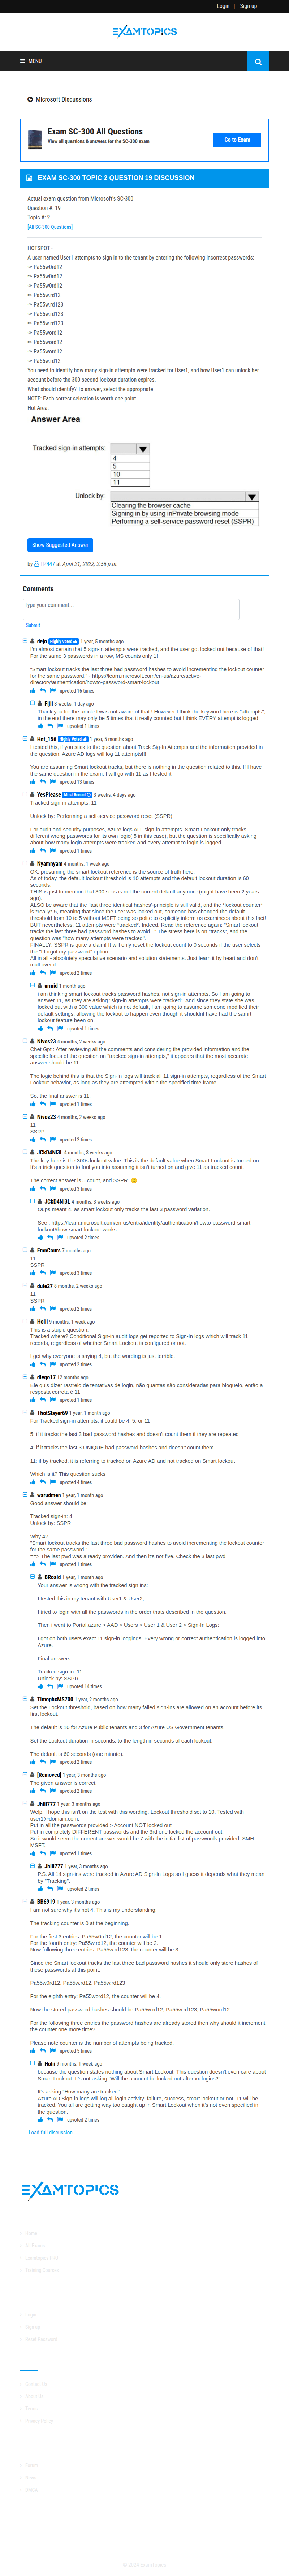 Login | Sign up
EXAMTOPICS
MENU
Microsoft Discussions
Exam SC-300 All Questions
View all questions & answers for the SC-300 exam
Go to Exam
EXAM SC-300 TOPIC 2 QUESTION 19 DISCUSSION
Actual exam question from Microsoft's SC-300
Question #: 19
Topic #: 2
[All SC-300 Questions]
HOTSPOT -
A user named User1 attempts to sign in to the tenant by entering the following incorrect passwords:
✑ Pa55w0rd12
✑ Pa55w0rd12
✑ Pa55w0rd12
✑ Pa55w.rd12
✑ Pa55w.rd123
✑ Pa55w.rd123
✑ Pa55w.rd123
✑ Pa55word12
✑ Pa55word12
✑ Pa55word12
✑ Pa55w.rd12
You need to identify how many sign-in attempts were tracked for User1, and how User1 can unlock her
account before the 300-second lockout duration expires.
What should identify? To answer, select the appropriate
NOTE: Each correct selection is worth one point.
Hot Area:
Answer Area
Tracked sign-in attempts:
4
5
10
11
Unlock by:
Clearing the browser cache
Signing in by using inPrivate browsing mode
Performing a self-service password reset (SSPR)
Show Suggested Answer
by TP447 at April 21, 2022, 2:56 p.m.
Comments
Type your comment...
Submit
dejo Highly Voted 1 year, 5 months ago
I'm almost certain that 5 sign-in attempts were tracked, and the user got locked out because of that!
For the same 3 passwords in a row, MS counts only 1!
"Smart lockout tracks the last three bad password hashes to avoid incrementing the lockout counter
for the same password." - https://learn.microsoft.com/en-us/azure/active-
directory/authentication/howto-password-smart-lockout
upvoted 16 times
Fijii 3 weeks, 1 day ago
Thank you for the article I was not aware of that ! However I think the keyword here is "attempts",
in the end there may only be 5 times that it really counted but I think EVERY attempt is logged
upvoted 1 times
Hot_156 Highly Voted 1 year, 5 months ago
I tested this, if you stick to the question about Track Sig-In Attempts and the information provided in
the question, Azure AD logs will log 11 attempts!!!
You are assuming Smart lockout tracks, but there is nothing in the question related to this. If I have
the same question in the exam, I will go with 11 as I tested it
upvoted 13 times
YesPlease Most Recent 3 weeks, 4 days ago
Tracked sign-in attempts: 11
Unlock by: Performing a self-service password reset (SSPR)
For audit and security purposes, Azure logs ALL sign-in attempts. Smart-Lockout only tracks
different wrong passwords for its own logic( 5 in this case), but the question is specifically asking
about how many login attempts were recorded even if it was the same wrong password each time.
upvoted 1 times
Nyamnyam 4 months, 1 week ago
OK, presuming the smart lockout reference is the source of truth here.
As of today, the default lockout threshold is 10 attempts and the default lockout duration is 60
seconds.
THIS is just to mention that 300 secs is not the correct default anymore (might have been 2 years
ago).
ALSO be aware that the 'last three identical hashes'-principle is still valid, and the *lockout counter*
is *really* 5, meaning that since the user was locked out, someone has changed the default
threshold from 10 to 5 without MSFT being so polite to inform us exam takers about it on purpose!
BUT nevertheless, 11 attempts were *tracked*. Indeed. Read the reference again: "Smart lockout
tracks the last three bad password hashes to avoid..." The stress here is on "tracks", and the
question was "how many attempts were tracked".
FINALLY: SSPR is quite a claim! It will only reset the lockout count to 0 exclusively if the user selects
the "I forgot my password" option.
All in all - absolutely speculative scenario and solution statements. Just learn it by heart and don't
mull over it.
upvoted 2 times
armid 1 month ago
i am thinking smart lockout tracks password hashes, not sign-in attempts. So I am going to
answer 11, as they are asking "sign-in attempts were tracked". And since they say she was
locked out with a 300 value which is not default, i am going to assume someone modified their
default values, and we do not know what those values are, except the 300sec and the account
being locked out after 11 attempts. So it is safer to say 11 sign-ins tracked, in this custom
smart lockout feature been on.
upvoted 1 times
Nivos23 4 months, 2 weeks ago
Chet Gpt : After reviewing all the comments and considering the provided information, and the
specific focus of the question on "tracked sign-in attempts," it appears that the majority is inclined
towards the answer being 11.
The logic behind this is that the Sign-In logs will track all 11 sign-in attempts, regardless of the Smart
Lockout behavior, as long as they are attempted within the specified time frame.
So, the final answer is 11.
upvoted 1 times
Nivos23 4 months, 2 weeks ago
11
SSRP
upvoted 2 times
JCkD4Ni3L 4 months, 3 weeks ago
The key here is the 300s lockout value. This is the default value when Smart Lockout is turned on.
It's a trick question to fool you into assuming it isn't turned on and give 11 as tracked count.
The correct answer is 5 count, and SSPR. 🙂
upvoted 3 times
JCkD4Ni3L 4 months, 3 weeks ago
Oups meant 4, as smart lockout only tracks the last 3 password variation.
See : https://learn.microsoft.com/en-us/entra/identity/authentication/howto-password-smart-
lockout#how-smart-lockout-works
upvoted 2 times
EmnCours 7 months ago
11
SSPR
upvoted 3 times
dule27 8 months, 2 weeks ago
11
SSPR
upvoted 2 times
Holii 9 months, 1 week ago
This is a stupid question.
Tracked where? Conditional Sign-in audit logs get reported to Sign-In logs which will track 11
records, regardless of whether Smart Lockout is configured or not.
I get why everyone is saying 4, but the wording is just terrible.
upvoted 2 times
diego17 12 months ago
Ele quis dizer rastreio de tentativas de login, não quantas são consideradas para bloqueio, então a
resposta correta é 11
upvoted 1 times
ThotSlayer69 1 year, 1 month ago
For Tracked sign-in attempts, it could be 4, 5, or 11
5: if it tracks the last 3 bad password hashes and doesn't count them if they are repeated
4: if it tracks the last 3 UNIQUE bad password hashes and doesn't count them
11: if by tracked, it is referring to tracked on Azure AD and not tracked on Smart lockout
Which is it? This question sucks
upvoted 4 times
wsrudmen 1 year, 1 month ago
Good answer should be:
Tracked sign-in: 4
Unlock by: SSPR
Why 4?
"Smart lockout tracks the last three bad password hashes to avoid incrementing the lockout counter
for the same password."
==> The last pwd was already provided. And then it's not five. Check the 3 last pwd
upvoted 1 times
BRoald 1 year, 1 month ago
Your answer is wrong with the tracked sign ins:
I tested this in my tenant with User1 & User2;
I tried to login with all the passwords in the order thats described in the question.
Then i went to Portal.azure > AAD > Users > User 1 & User 2 > Sign-In Logs:
I got on both users exact 11 sign-in loggings. Every wrong or correct authentication is logged into
Azure.
Final answers:
Tracked sign-in: 11
Unlock by: SSPR
upvoted 14 times
TimophxMS700 1 year, 2 months ago
Set the Lockout threshold, based on how many failed sign-ins are allowed on an account before its first
lockout.
The default is 10 for Azure Public tenants and 3 for Azure US Government tenants.
Set the Lockout duration in seconds, to the length in seconds of each lockout.
The default is 60 seconds (one minute).
upvoted 2 times
[Removed] 1 year, 3 months ago
The given answer is correct.
upvoted 2 times
Jhill777 1 year, 3 months ago
Welp, I hope this isn't on the test with this wording. Lockout threshold set to 10. Tested with
user1@domain.com.
Put in all the passwords provided > Account NOT locked out
Put in completely DIFFERENT passwords and the 3rd one locked the account out.
So it would seem the correct answer would be 7 with the initial list of passwords provided. SMH
MSFT.
upvoted 1 times
Jhill777 1 year, 3 months ago
P.S. All 14 sign-ins were tracked in Azure AD Sign-In Logs so I guess it depends what they mean
by "Tracked".
upvoted 2 times
BB6919 1 year, 3 months ago
I am not sure why it's not 4. This is my understanding:
The tracking counter is 0 at the beginning.
For the first 3 entries: Pa55w0rd12, the counter will be 1.
For the fourth entry: Pa55w.rd12, the counter will be 2.
Now following three entries: Pa55w.rd123, the counter will be 3.
Since the Smart lockout tracks the last three bad password hashes it should only store hashes of
these passwords at this point:
Pa55w0rd12, Pa55w.rd12, Pa55w.rd123
For the eighth entry: Pa55word12, the counter will be 4.
Now the stored password hashes should be Pa55w.rd12, Pa55w.rd123, Pa55word12.
For the following three entries the password hashes are already stored then why should it increment
the counter one more time?
Please note counter is the number of attempts being tracked.
upvoted 5 times
Holii 9 months, 1 week ago
because the question states nothing about Smart Lockout. This question doesn't even care about
Smart Lockout. It's not asking "Will the account be locked out after xx logins?"
It's asking "How many are tracked"
Azure AD Sign-in logs will log all login activity; failure, success, smart lockout or not. 11 will be
tracked. You all are getting way too caught up in Smart Lockout when it's not even specified in
the question.
upvoted 2 times
Load full discussion...
EXAMTOPICS